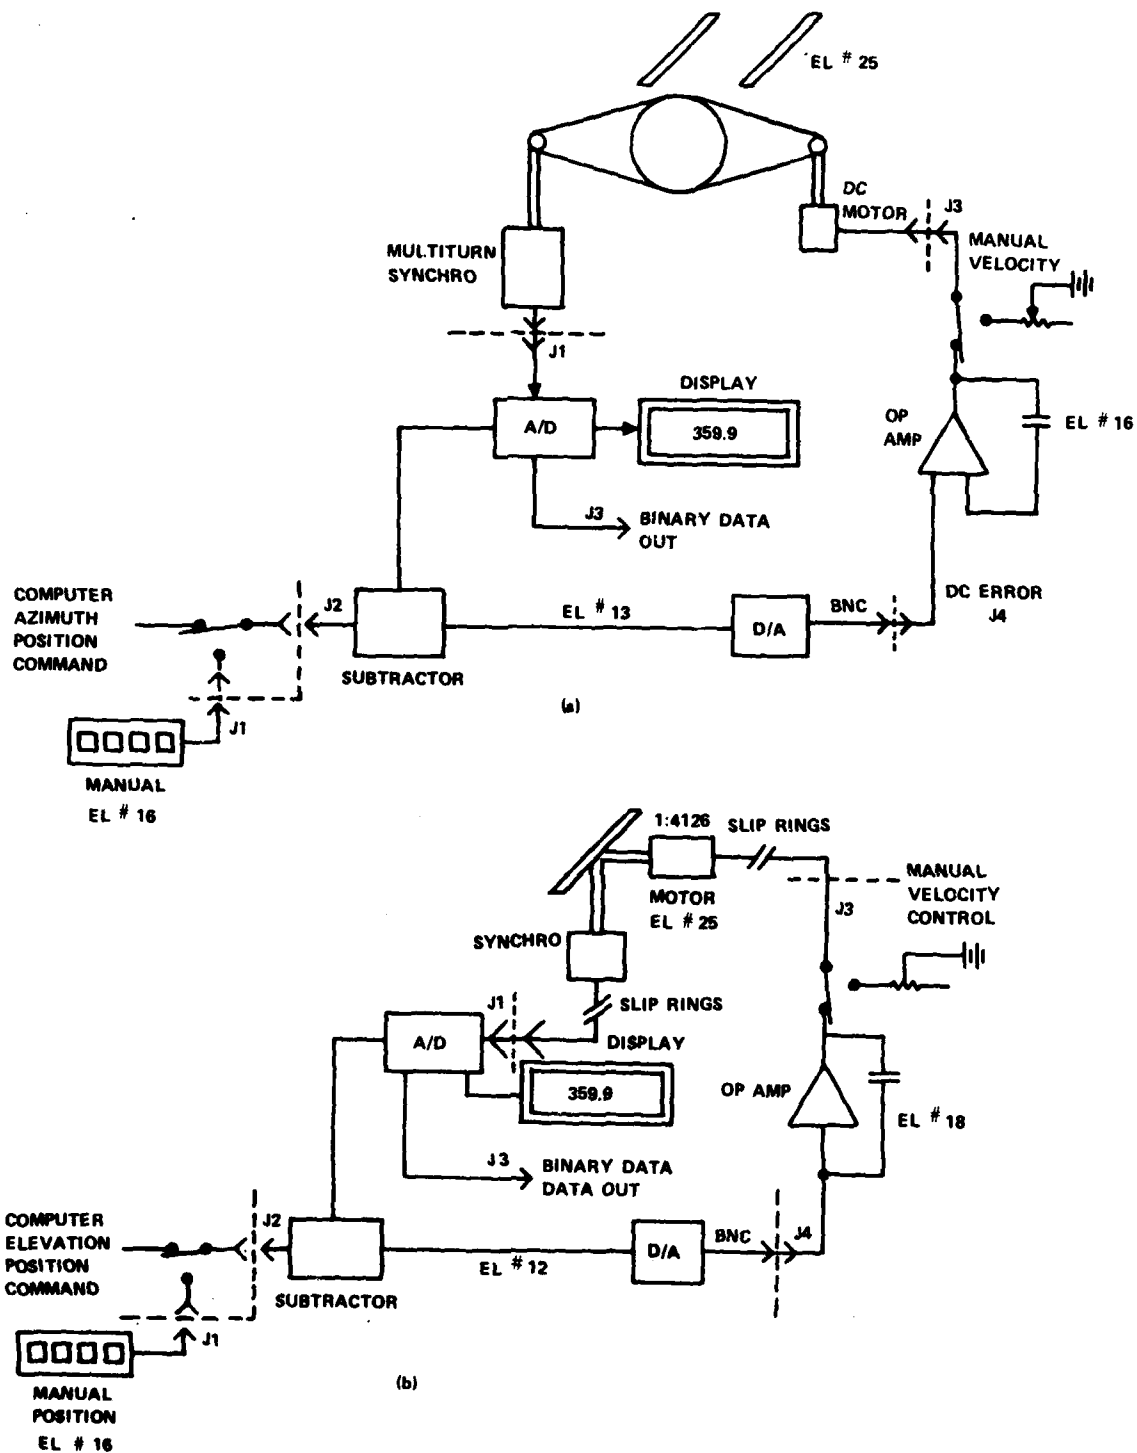 EL # 25
DC
MOTOR
J3
MANUAL
VELOCITY
MULTITURN
SYNCHRO
J1
DISPLAY
A/D
359.9
OP
AMP
EL # 16
J3
BINARY DATA
OUT
COMPUTER
AZIMUTH
POSITION
COMMAND
J2
EL # 13
D/A
BNC
DC ERROR
J4
SUBTRACTOR
(a)
J1
MANUAL
EL # 16
1:4126
SLIP RINGS
MANUAL
VELOCITY
CONTROL
J3
MOTOR
EL # 25
SYNCHRO
J1
SLIP RINGS
A/D
DISPLAY
359.9
OP AMP
EL # 18
J3
BINARY DATA
DATA OUT
COMPUTER
ELEVATION
POSITION
COMMAND
J2
EL # 12
D/A
BNC
J4
SUBTRACTOR
J1
(b)
MANUAL
POSITION
EL # 16